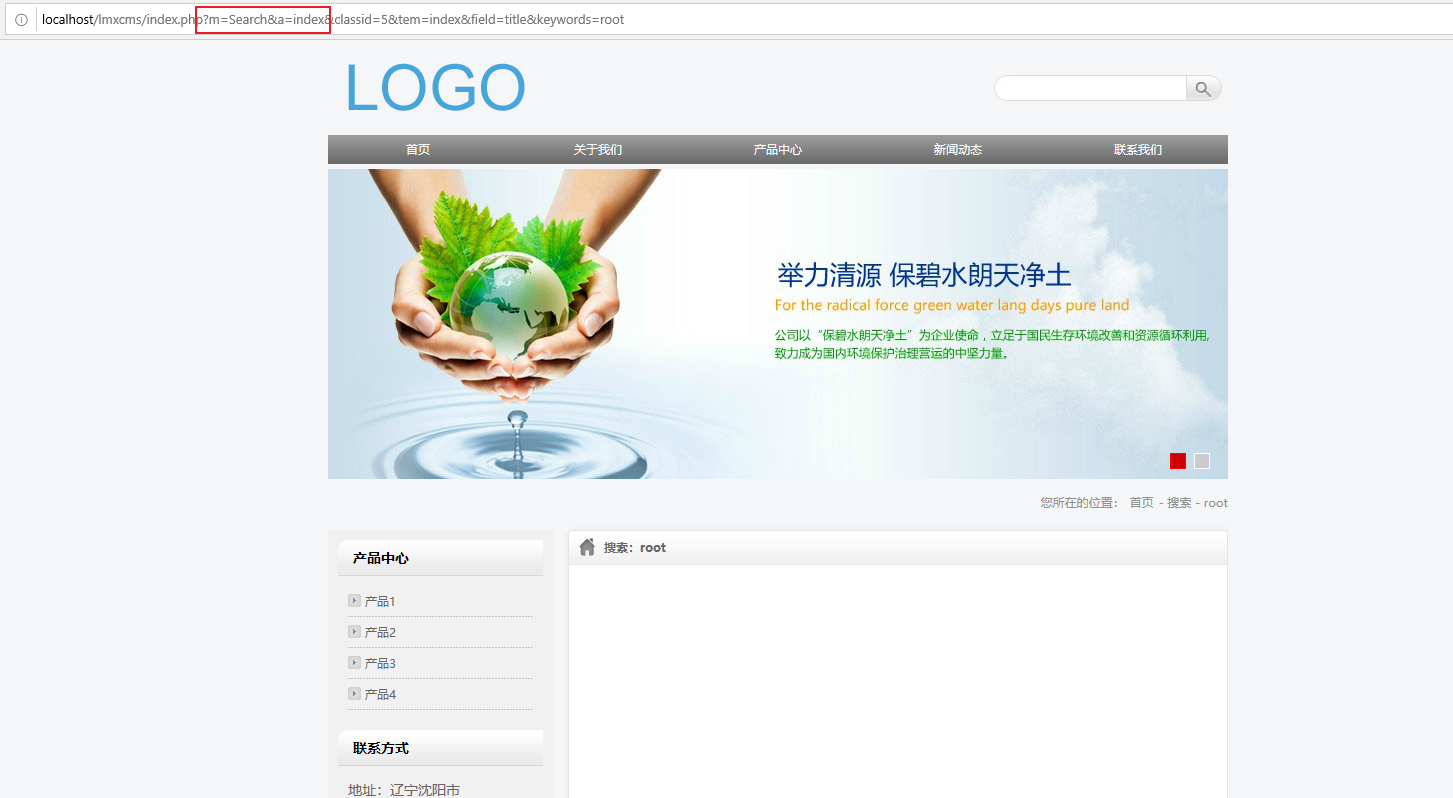 localhost/lmxcms/index.php?m=Search&a=index&classid=5&tem=index&field=title&keywords=root
LOGO
首页 关于我们 产品中心 新闻动态 联系我们
举力清源 保碧水朗天净土
For the radical force green water lang days pure land
公司以“保碧水朗天净土”为企业使命，立足于国民生存环境改善和资源循环利用,
致力成为国内环境保护治理营运的中坚力量。
您所在的位置： 首页 - 搜索 - root
产品中心
产品1
产品2
产品3
产品4
联系方式
地址：辽宁沈阳市
搜索：root